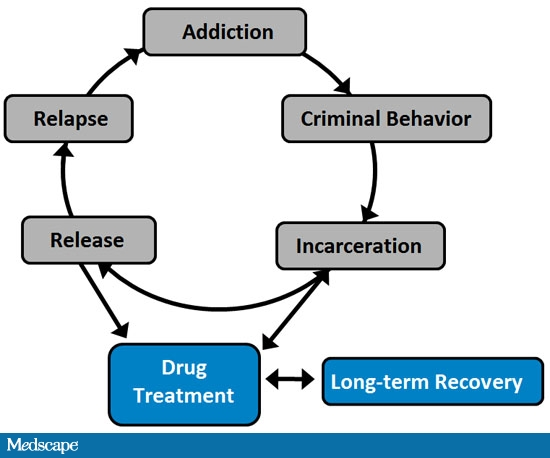 Addiction
Relapse
Criminal Behavior
Release
Incarceration
Drug
Treatment
Long-term Recovery
Medscape